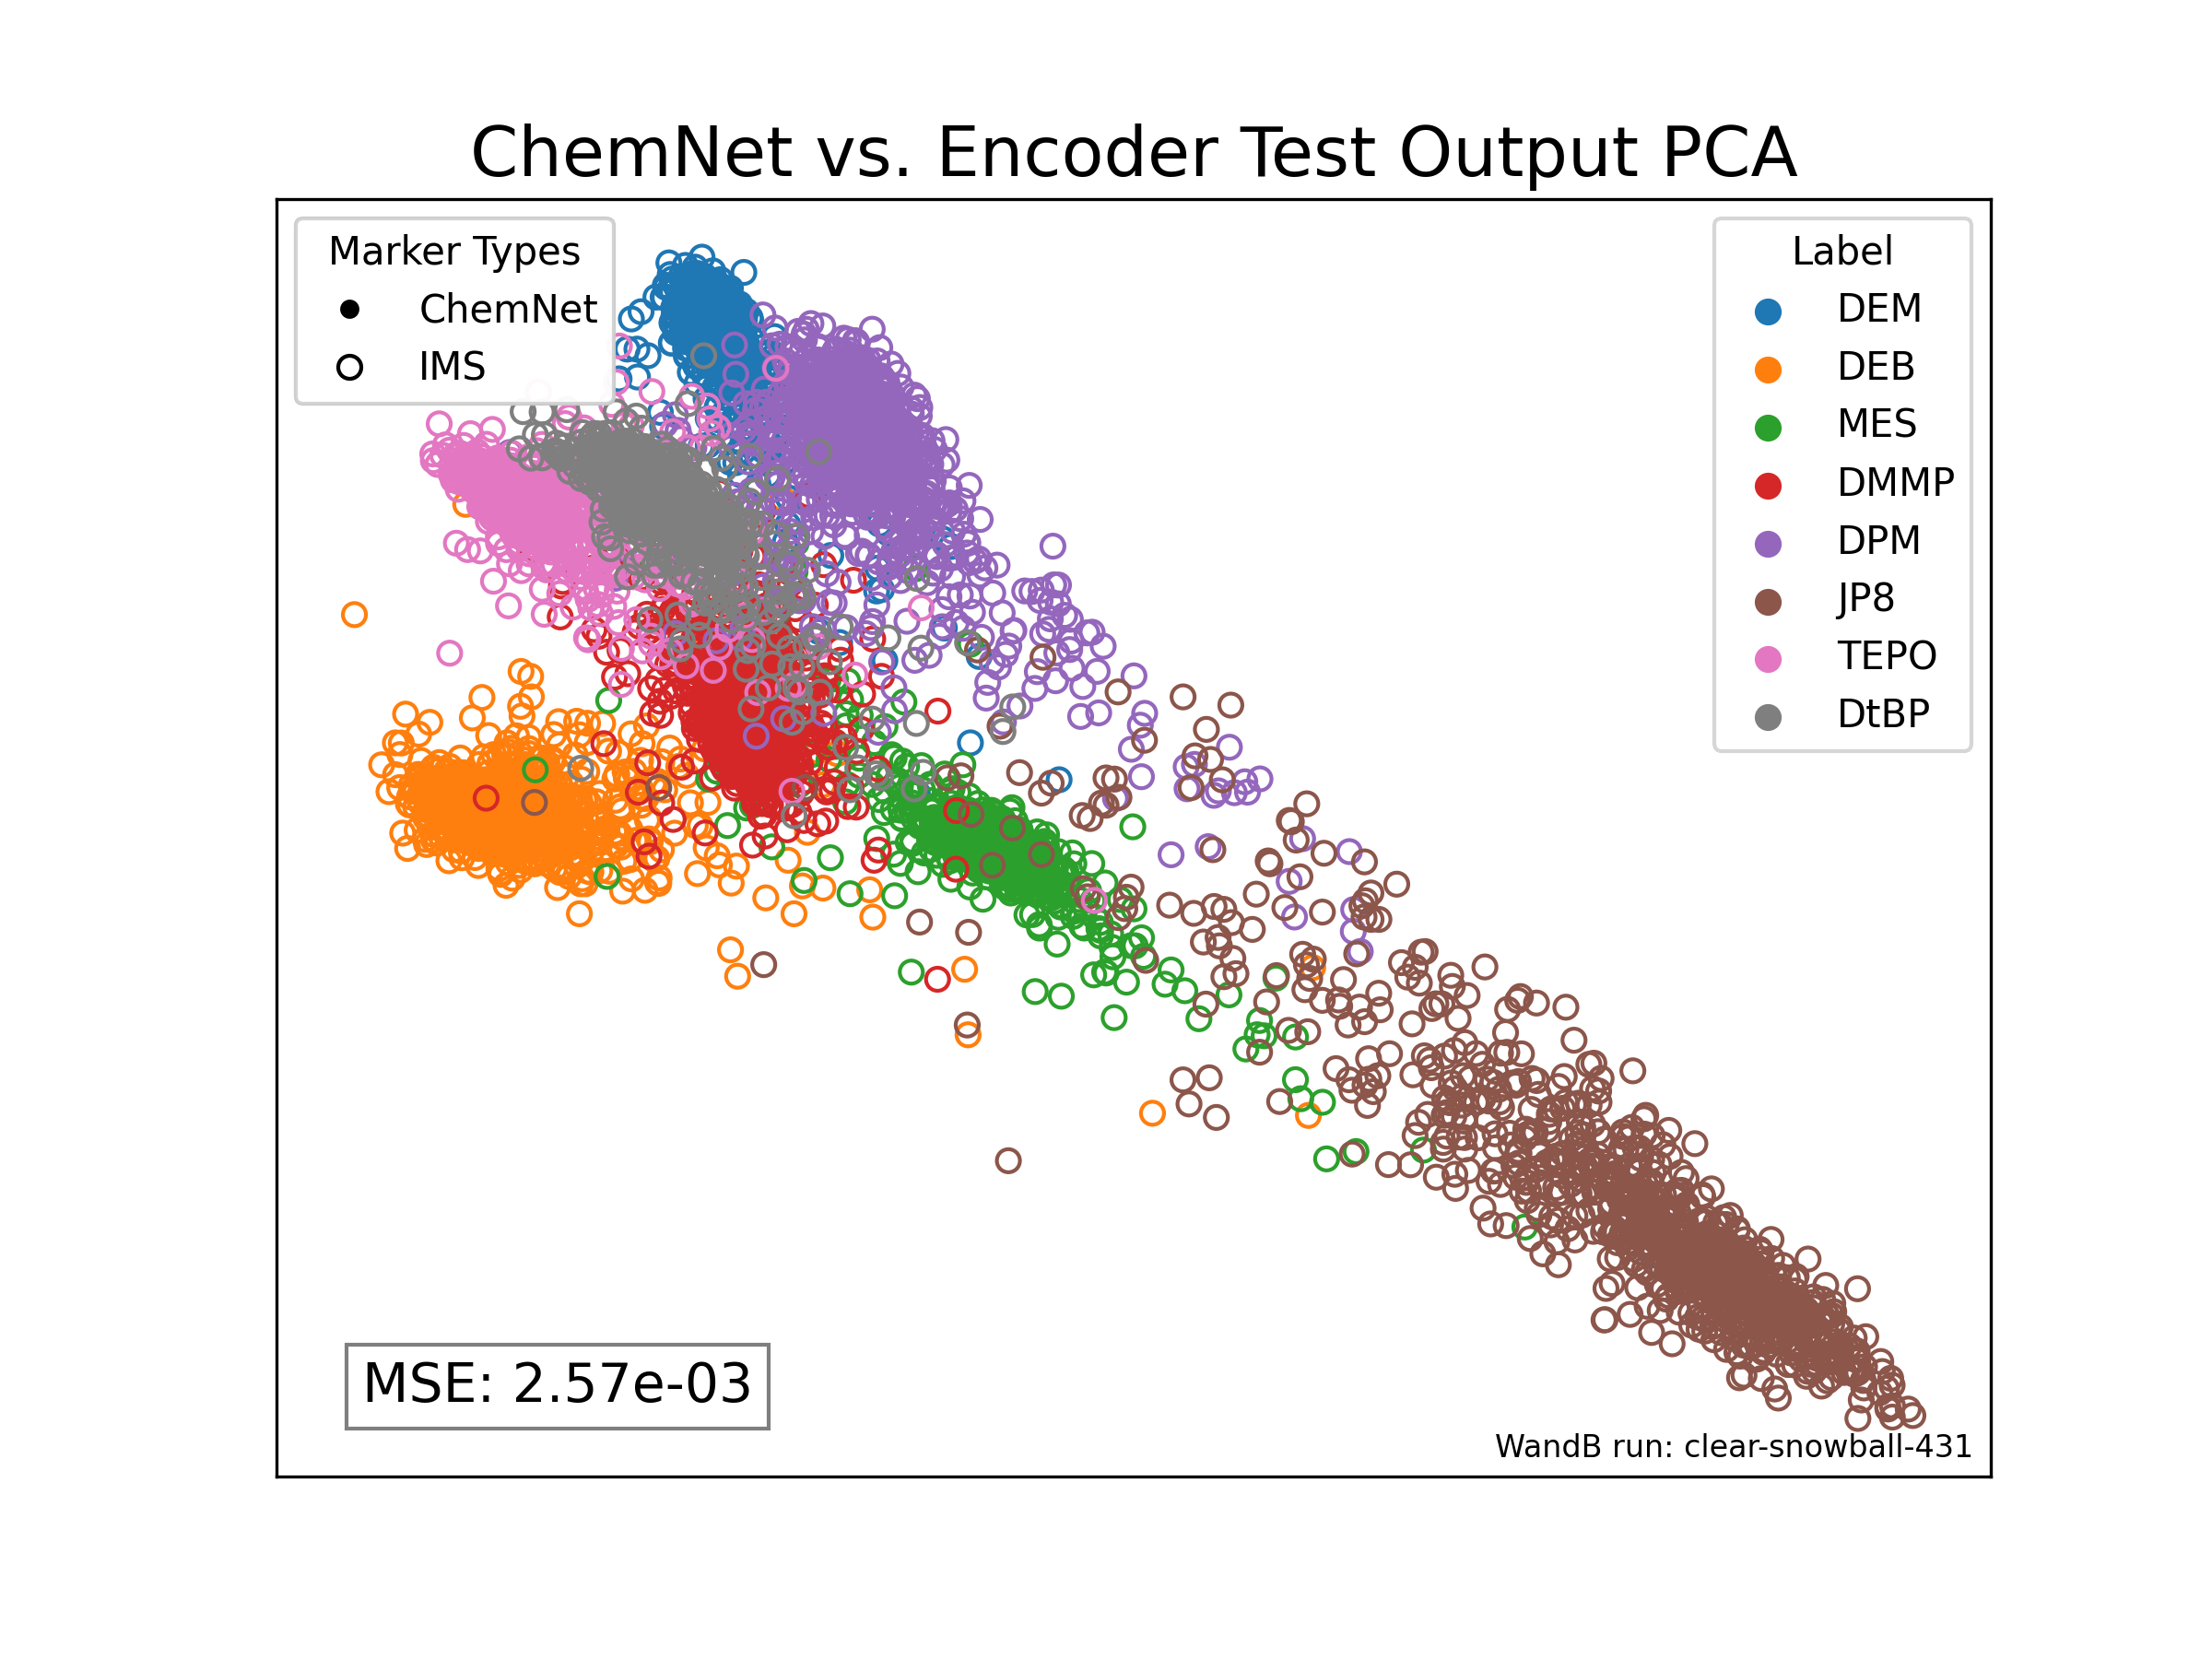 ChemNet vs. Encoder Test Output PCA
Marker Types
ChemNet
IMS
Label
DEM
DEB
MES
DMMP
DPM
JP8
TEPO
DtBP
MSE: 2.57e-03
WandB run: clear-snowball-431